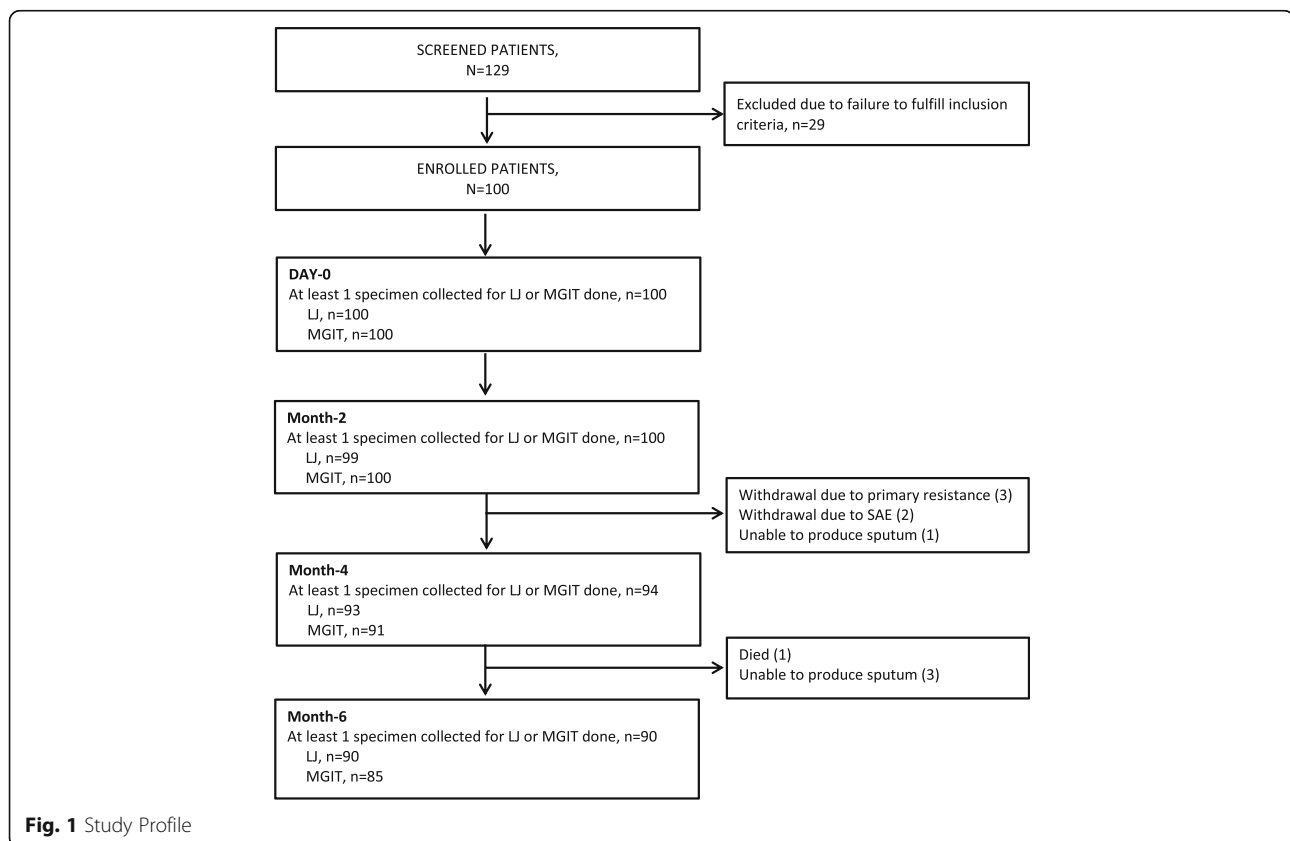 SCREENED PATIENTS,
N=129
Excluded due to failure to fulfill inclusion
criteria, n=29
ENROLLED PATIENTS,
N=100
DAY-0
At least 1 specimen collected for LJ or MGIT done, n=100
LJ, n=100
MGIT, n=100
Month-2
At least 1 specimen collected for LJ or MGIT done, n=100
LJ, n=99
MGIT, n=100
Withdrawal due to primary resistance (3)
Withdrawal due to SAE (2)
Unable to produce sputum (1)
Month-4
At least 1 specimen collected for LJ or MGIT done, n=94
LJ, n=93
MGIT, n=91
Died (1)
Unable to produce sputum (3)
Month-6
At least 1 specimen collected for LJ or MGIT done, n=90
LJ, n=90
MGIT, n=85
Fig. 1 Study Profile